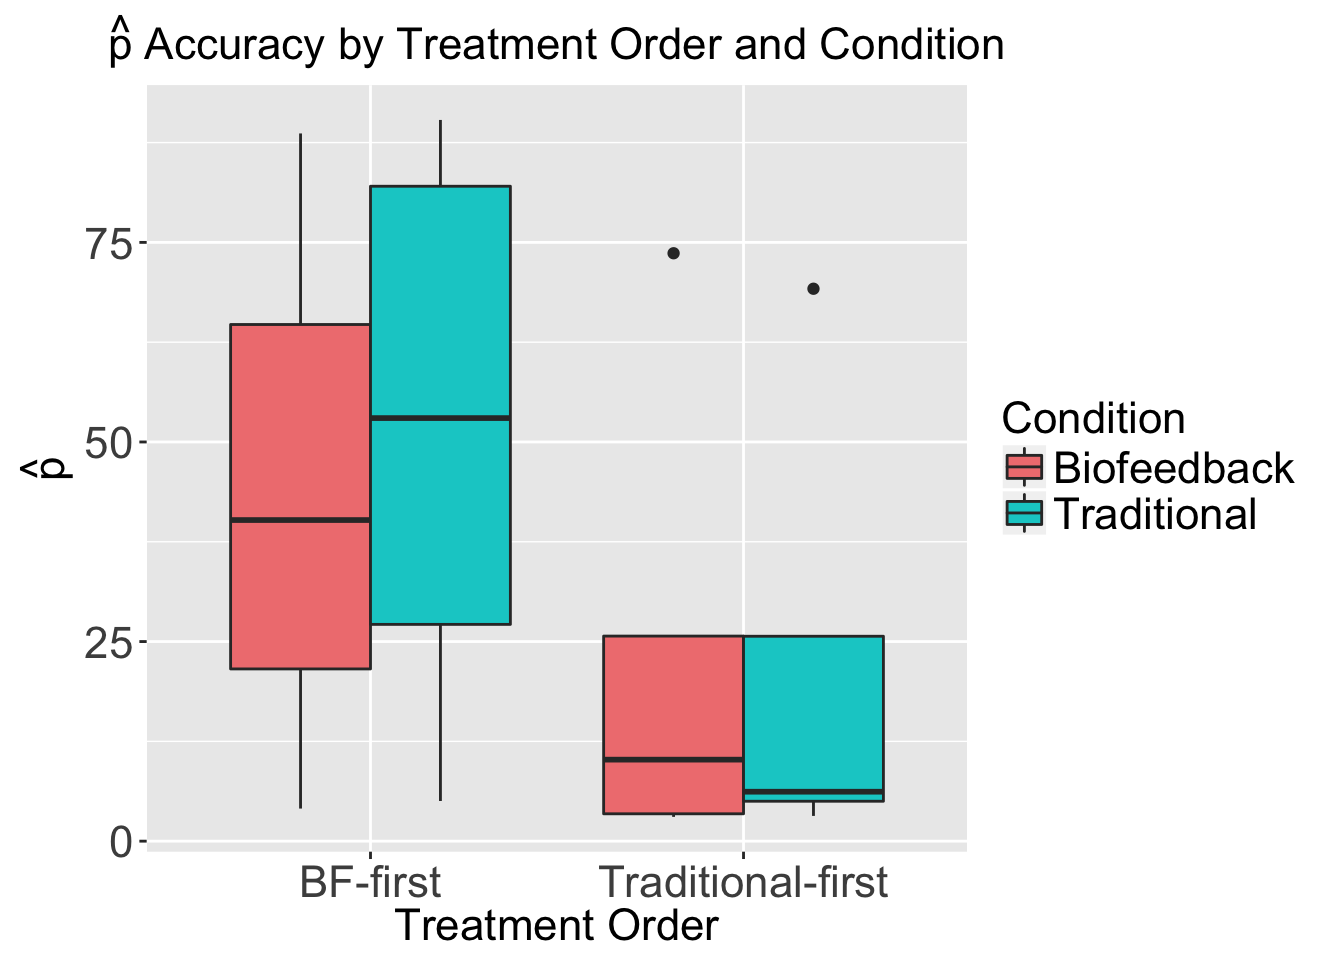 p̂ Accuracy by Treatment Order and Condition
p̂
75
50
25
0
BF-first
Traditional-first
Treatment Order
Condition
Biofeedback
Traditional